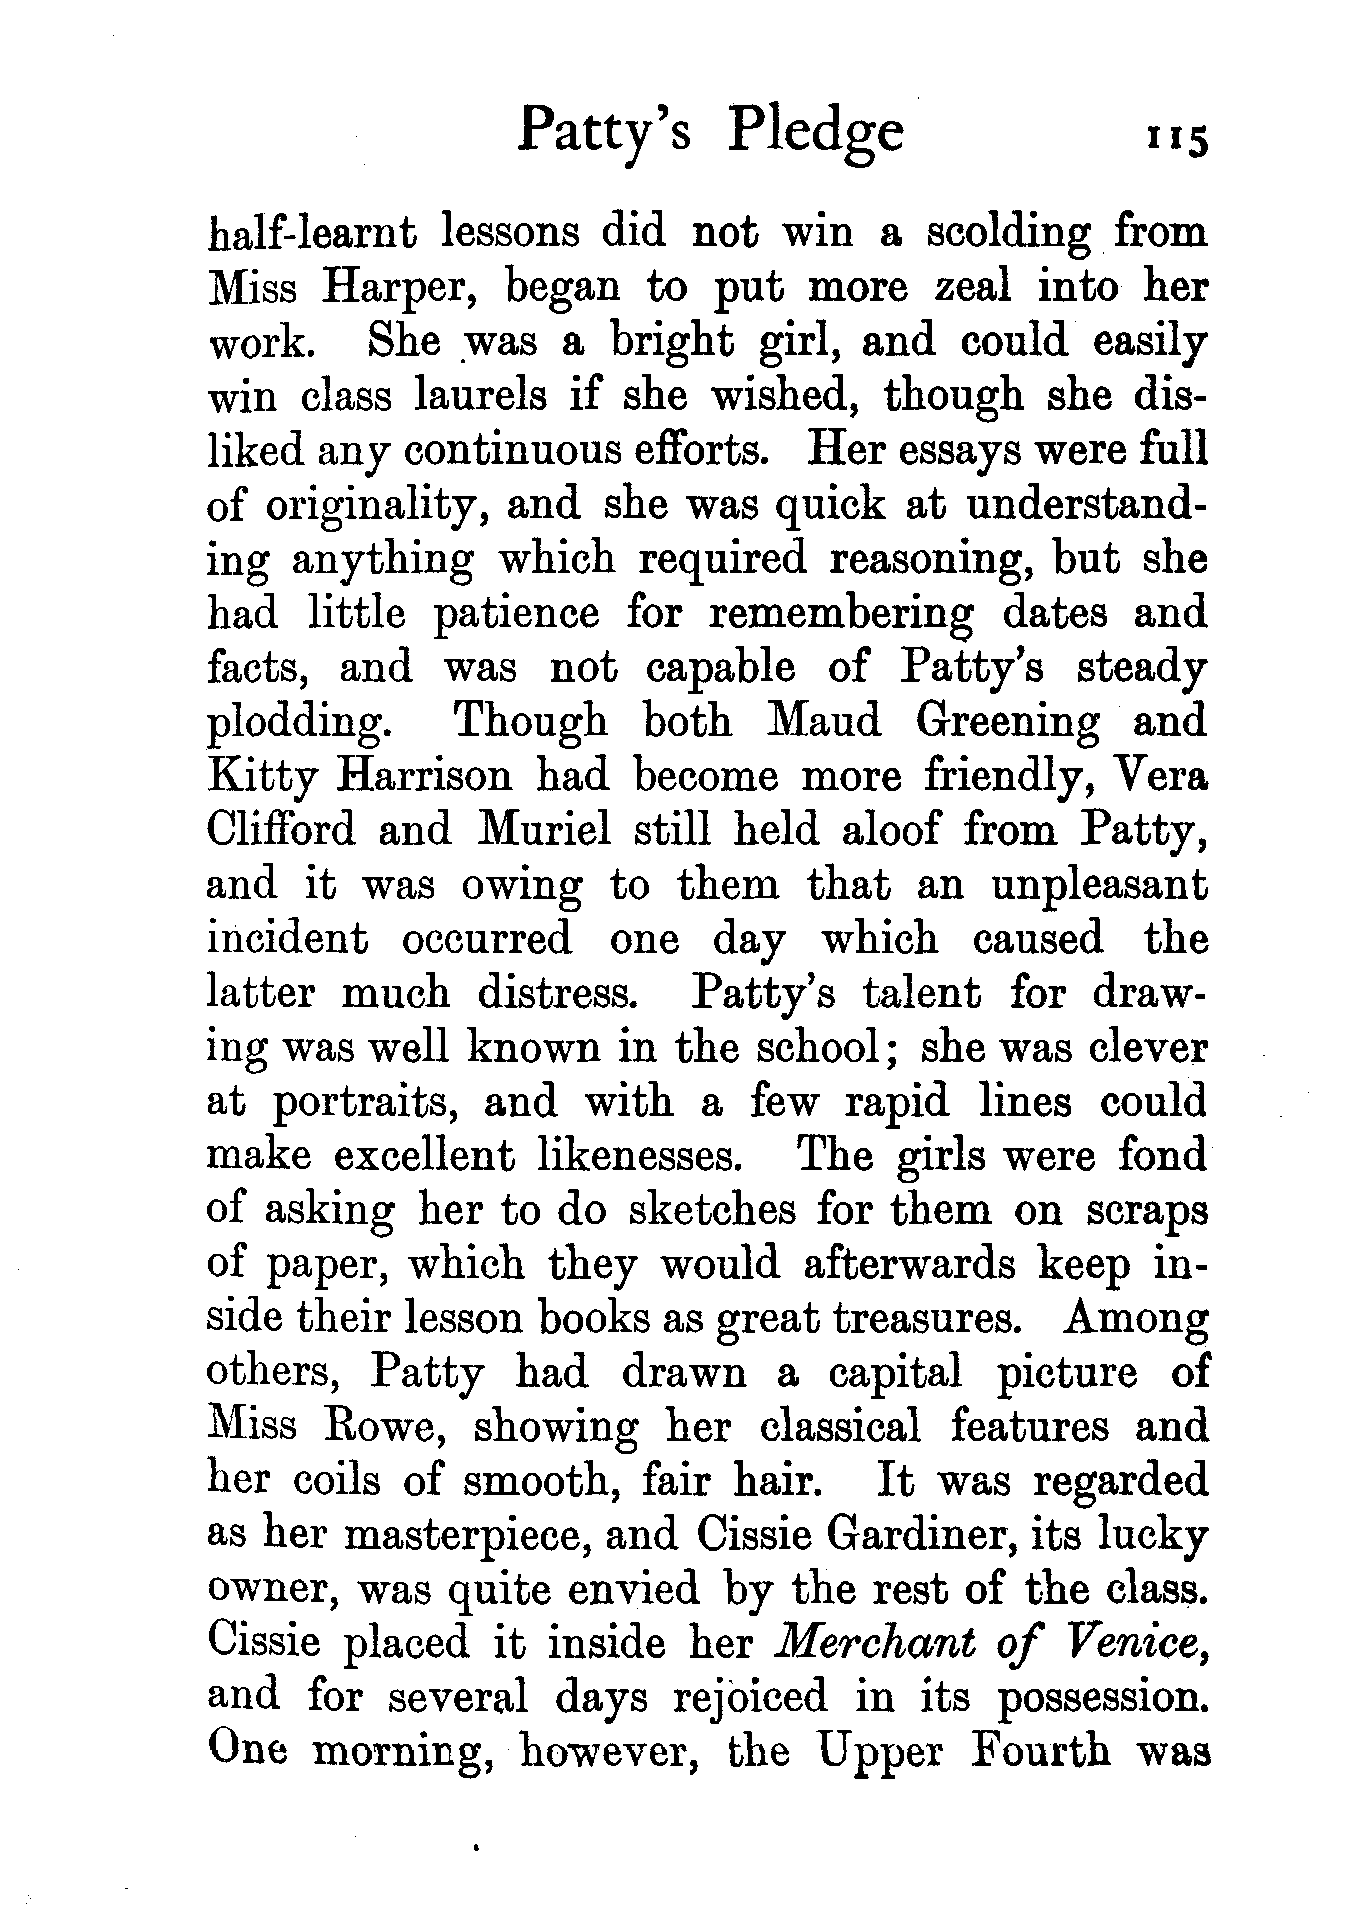 Patty's Pledge 115
half-learnt lessons did not win a scolding from
Miss Harper, began to put more zeal into her
work. She was a bright girl, and could easily
win class laurels if she wished, though she dis-
liked any continuous efforts. Her essays were full
of originality, and she was quick at understand-
ing anything which required reasoning, but she
had little patience for remembering dates and
facts, and was not capable of Patty's steady
plodding. Though both Maud Greening and
Kitty Harrison had become more friendly, Vera
Clifford and Muriel still held aloof from Patty,
and it was owing to them that an unpleasant
incident occurred one day which caused the
latter much distress. Patty's talent for draw-
ing was well known in the school; she was clever
at portraits, and with a few rapid lines could
make excellent likenesses. The girls were fond
of asking her to do sketches for them on scraps
of paper, which they would afterwards keep in-
side their lesson books as great treasures. Among
others, Patty had drawn a capital picture of
Miss Rowe, showing her classical features and
her coils of smooth, fair hair. It was regarded
as her masterpiece, and Cissie Gardiner, its lucky
owner, was quite envied by the rest of the class.
Cissie placed it inside her Merchant of Venice,
and for several days rejoiced in its possession.
One morning, however, the Upper Fourth was